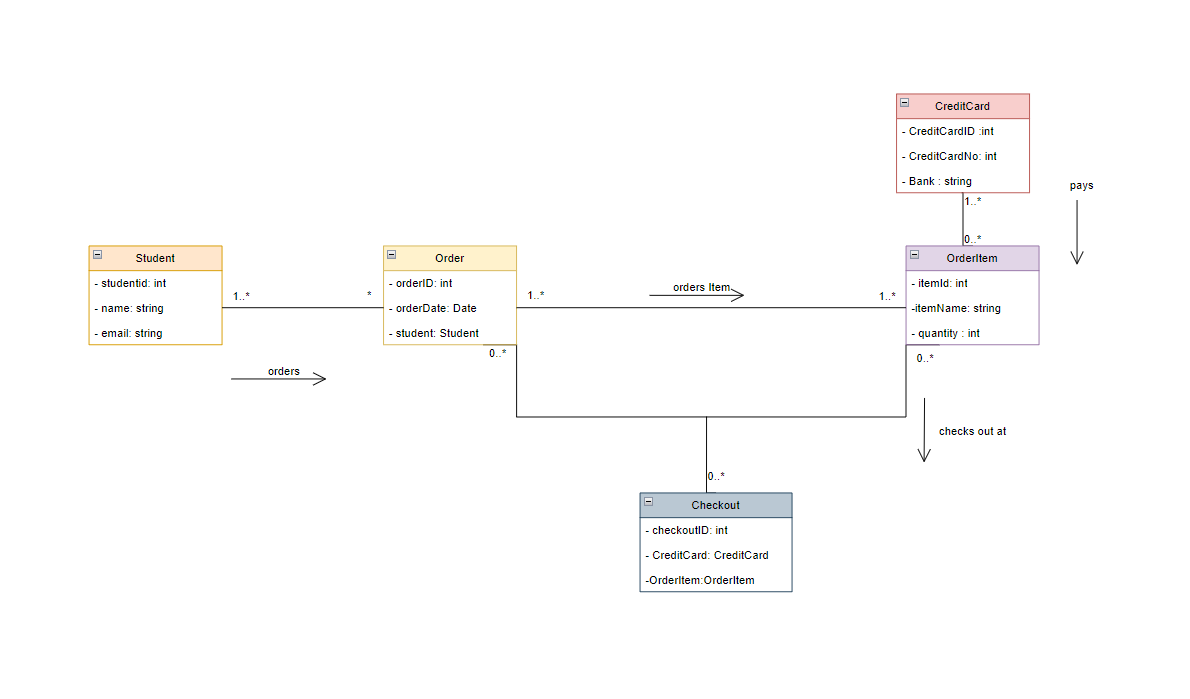 CreditCard
- CreditCardID :int
- CreditCardNo: int
- Bank : string
1..*
0..*
pays
Student
- studentid: int
- name: string
- email: string
1..*
*
orders
Order
- orderID: int
- orderDate: Date
- student: Student
1..*
0..*
orders Item
1..*
OrderItem
- itemId: int
-itemName: string
- quantity : int
0..*
checks out at
0..*
Checkout
- checkoutID: int
- CreditCard: CreditCard
-OrderItem:OrderItem